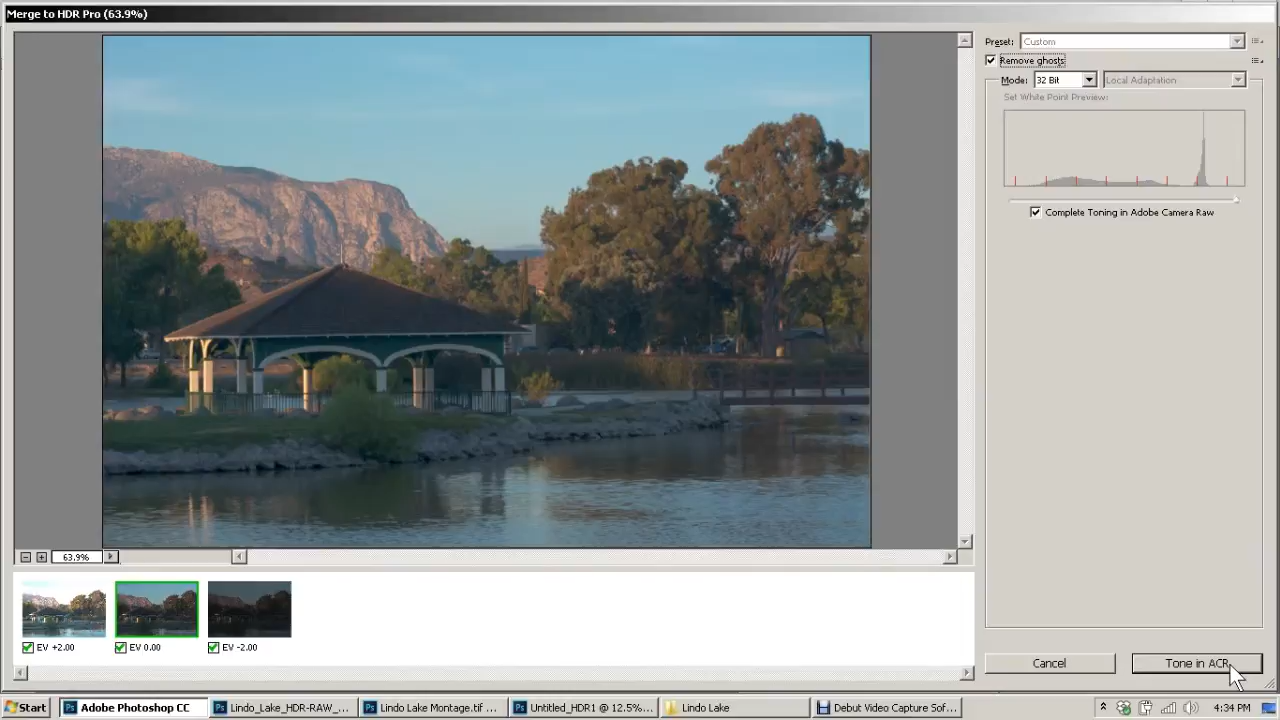 Merge to HDR Pro (63.9%)
Preset: Custom
Remove ghosts
Mode: 32 Bit Local Adaptation
Set White Point Preview:
Complete Toning in Adobe Camera Raw
63.9%
EV +2.00 EV 0.00 EV -2.00
Cancel Tone in ACR
Start Adobe Photoshop CC Lindo_Lake_HDR-RAW_... Lindo Lake Montage.tif ... Untitled_HDR1 @ 12.5%... Lindo Lake Debut Video Capture Sof... 4:34 PM